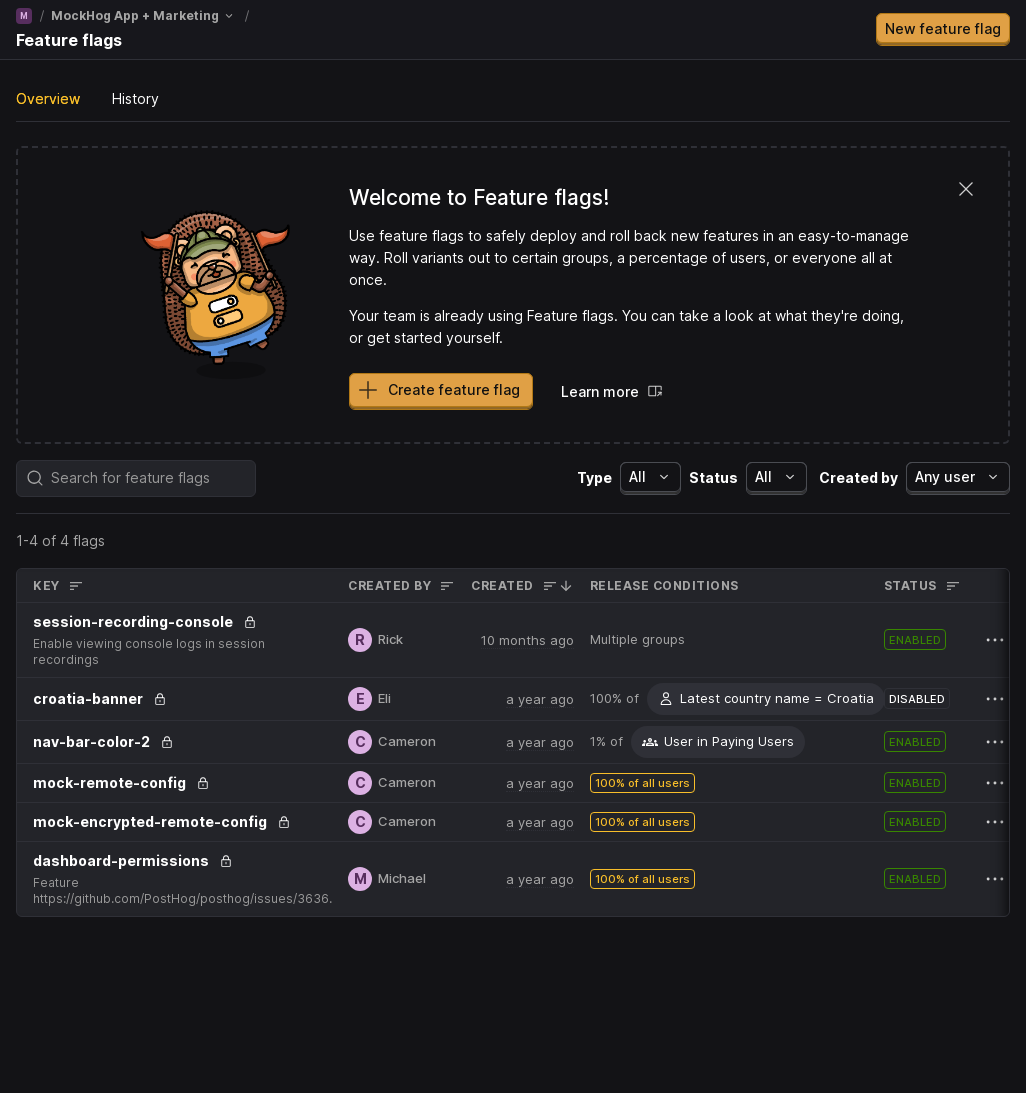 M / MockHog App + Marketing /
Feature flags
New feature flag
Overview
History
Welcome to Feature flags!
Use feature flags to safely deploy and roll back new features in an easy-to-manage
way. Roll variants out to certain groups, a percentage of users, or everyone all at
once.
Your team is already using Feature flags. You can take a look at what they're doing,
or get started yourself.
Create feature flag
Learn more
Search for feature flags
Type All Status All Created by Any user
1-4 of 4 flags
KEY CREATED BY CREATED RELEASE CONDITIONS STATUS
session-recording-console
Enable viewing console logs in session
recordings
R Rick 10 months ago Multiple groups ENABLED
croatia-banner E Eli a year ago 100% of Latest country name = Croatia DISABLED
nav-bar-color-2 C Cameron a year ago 1% of User in Paying Users ENABLED
mock-remote-config C Cameron a year ago 100% of all users ENABLED
mock-encrypted-remote-config C Cameron a year ago 100% of all users ENABLED
dashboard-permissions
Feature
https://github.com/PostHog/posthog/issues/3636.
M Michael a year ago 100% of all users ENABLED